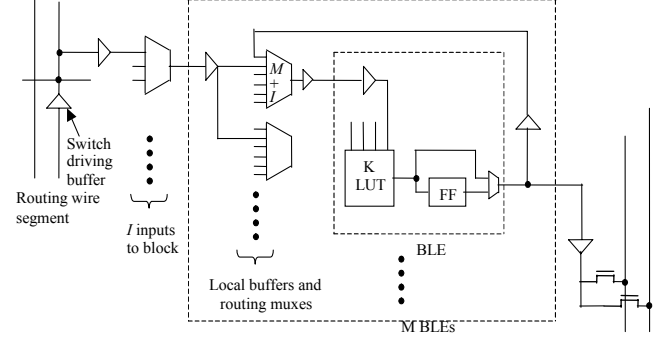 Switch
driving
buffer
Routing wire
segment
I inputs
to block
M
+
I
Local buffers and
routing muxes
K
LUT
FF
BLE
M BLEs